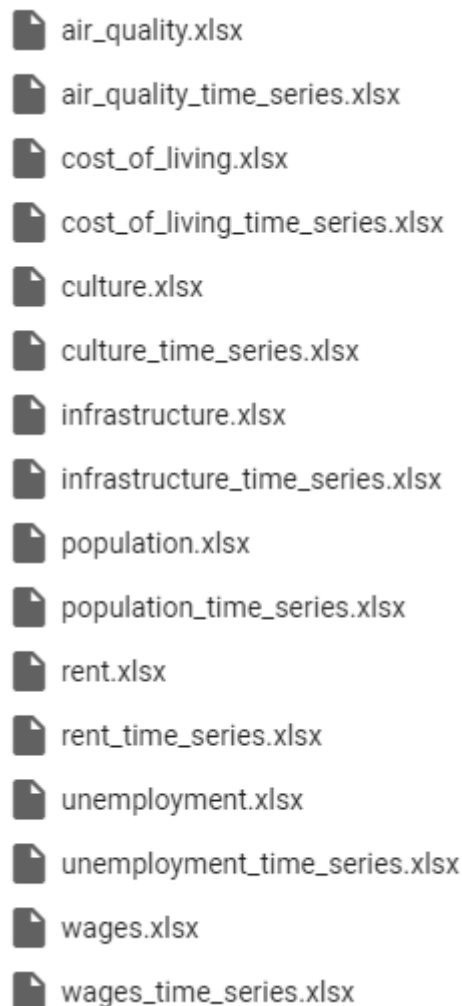 air_quality.xlsx
air_quality_time_series.xlsx
cost_of_living.xlsx
cost_of_living_time_series.xlsx
culture.xlsx
culture_time_series.xlsx
infrastructure.xlsx
infrastructure_time_series.xlsx
population.xlsx
population_time_series.xlsx
rent.xlsx
rent_time_series.xlsx
unemployment.xlsx
unemployment_time_series.xlsx
wages.xlsx
wages_time_series.xlsx